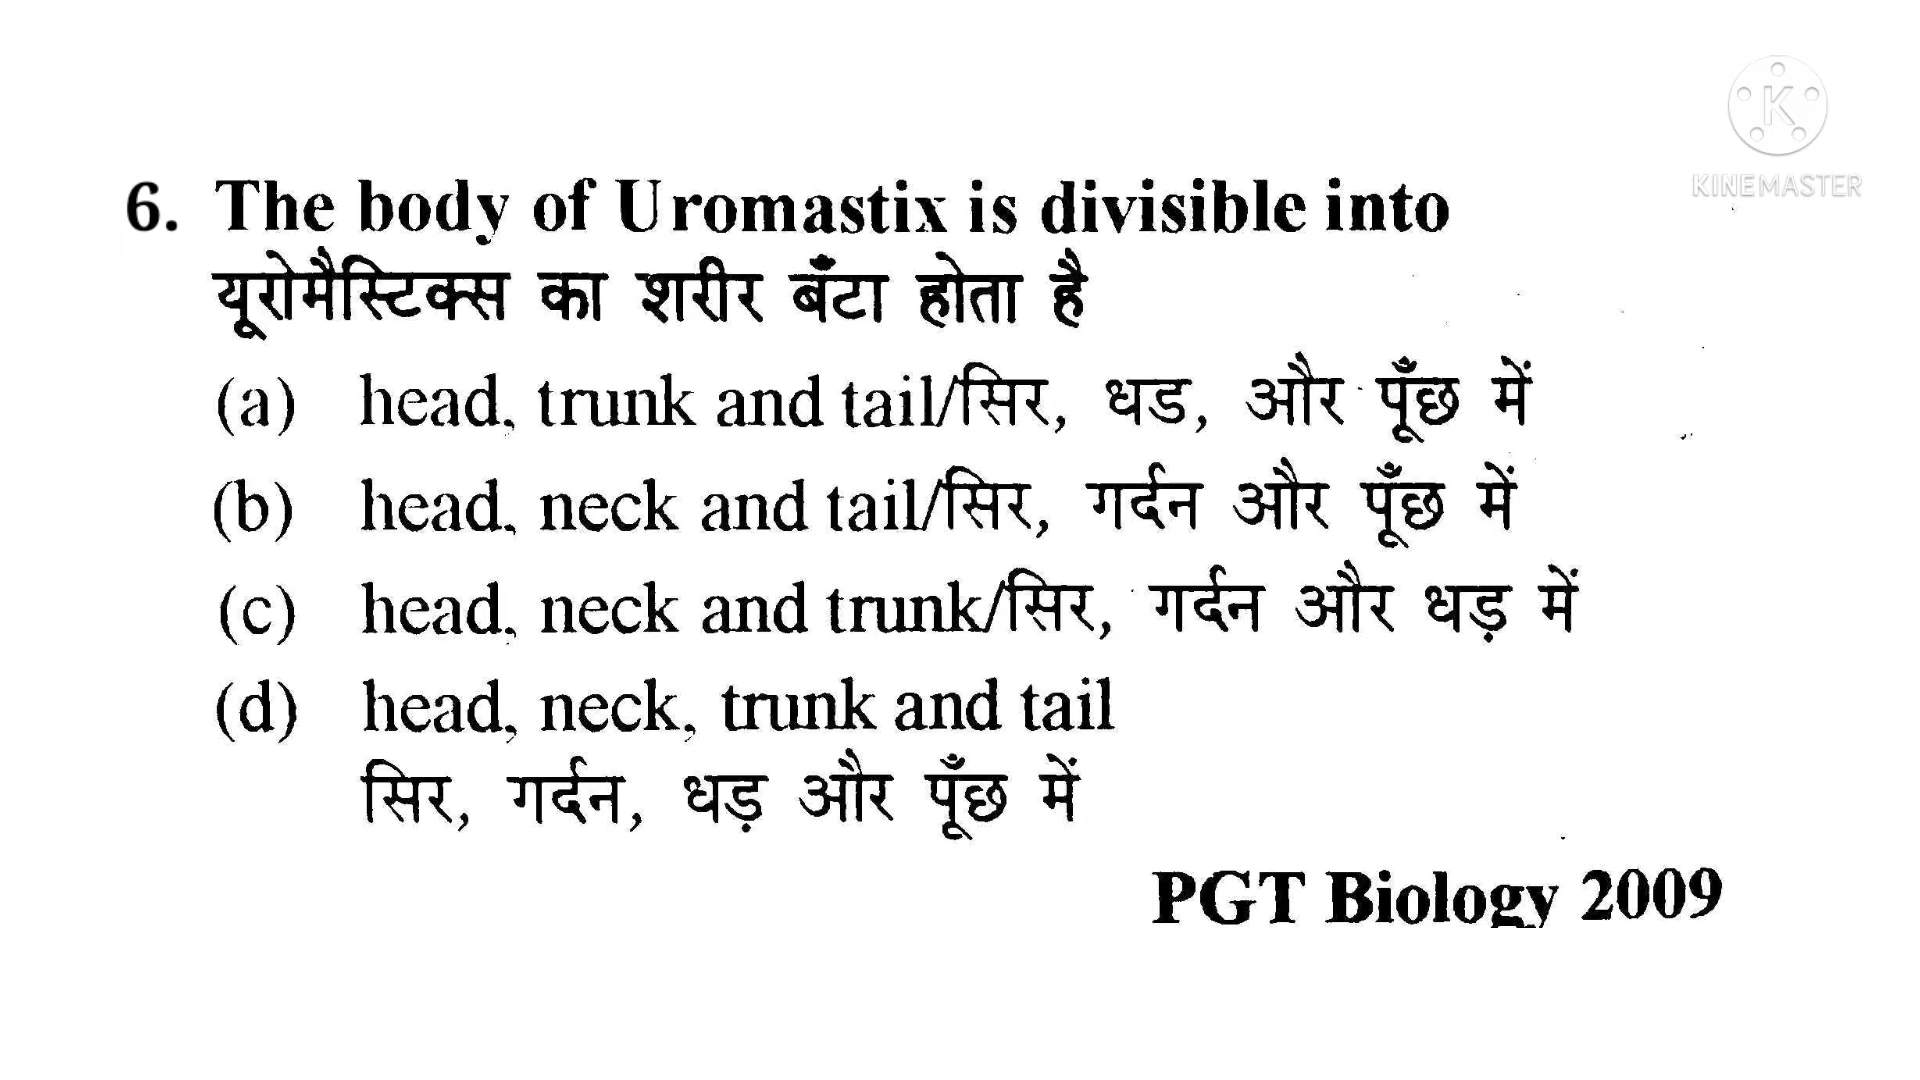 KINEMASTER
6. The body of Uromastix is divisible into
यूरोमैस्टिक्स का शरीर बँटा होता है
(a) head, trunk and tail/सिर, धड, और पूँछ में
(b) head, neck and tail/सिर, गर्दन और पूँछ में
(c) head, neck and trunk/सिर, गर्दन और धड़ में
(d) head, neck, trunk and tail
सिर, गर्दन, धड़ और पूँछ में
PGT Biology 2009